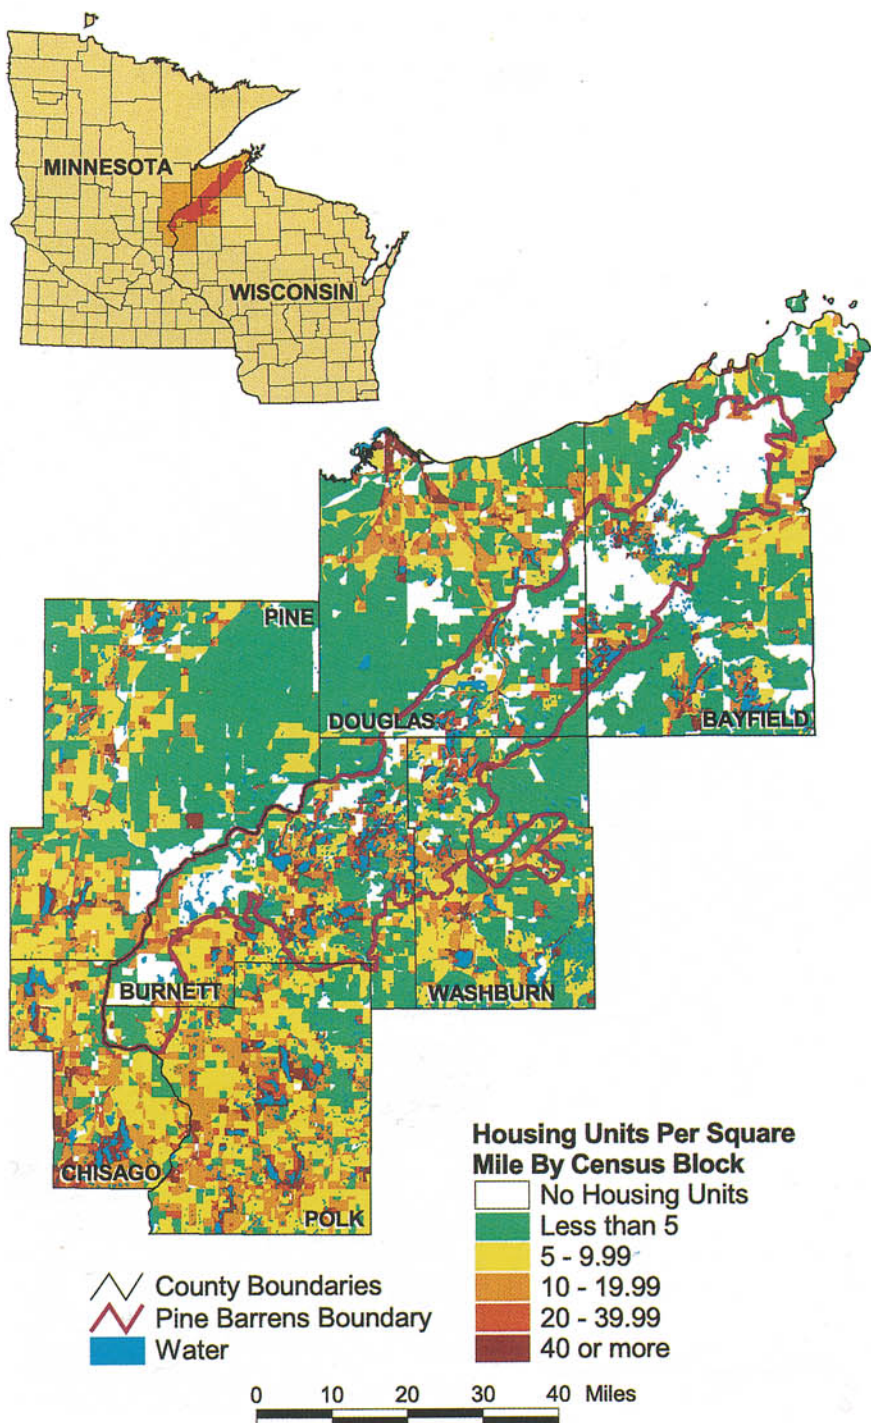 MINNESOTA
WISCONSIN
PINE
DOUGLAS
BAYFIELD
BURNETT
WASHBURN
CHISAGO
POLK
Housing Units Per Square
Mile By Census Block
No Housing Units
Less than 5
5 - 9.99
10 - 19.99
20 - 39.99
40 or more
County Boundaries
Pine Barrens Boundary
Water
0 10 20 30 40 Miles